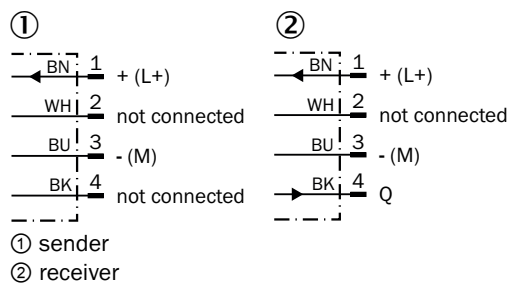 ① ②
BN 1 + (L+) BN 1 + (L+)
WH 2 not connected WH 2 not connected
BU 3 - (M) BU 3 - (M)
BK 4 not connected BK 4 Q
① sender
② receiver